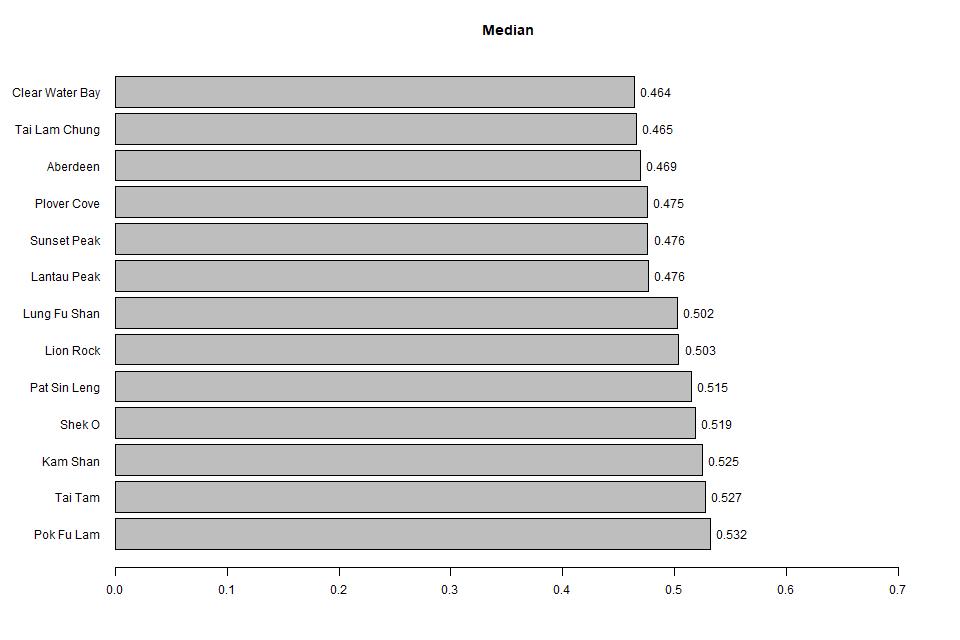 Median
Clear Water Bay 0.464
Tai Lam Chung 0.465
Aberdeen 0.469
Plover Cove 0.475
Sunset Peak 0.476
Lantau Peak 0.476
Lung Fu Shan 0.502
Lion Rock 0.503
Pat Sin Leng 0.515
Shek O 0.519
Kam Shan 0.525
Tai Tam 0.527
Pok Fu Lam 0.532
0.0 0.1 0.2 0.3 0.4 0.5 0.6 0.7